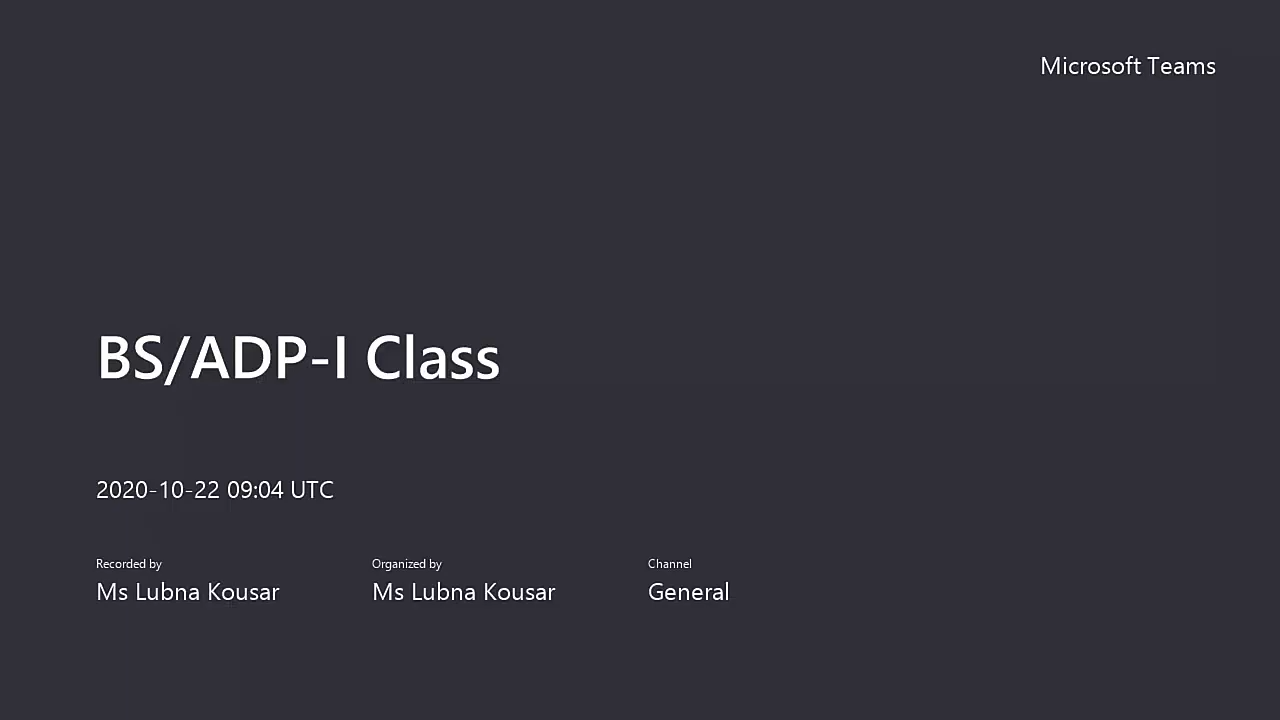 Microsoft Teams
BS/ADP-I Class
2020-10-22 09:04 UTC
Recorded by
Ms Lubna Kousar
Organized by
Ms Lubna Kousar
Channel
General